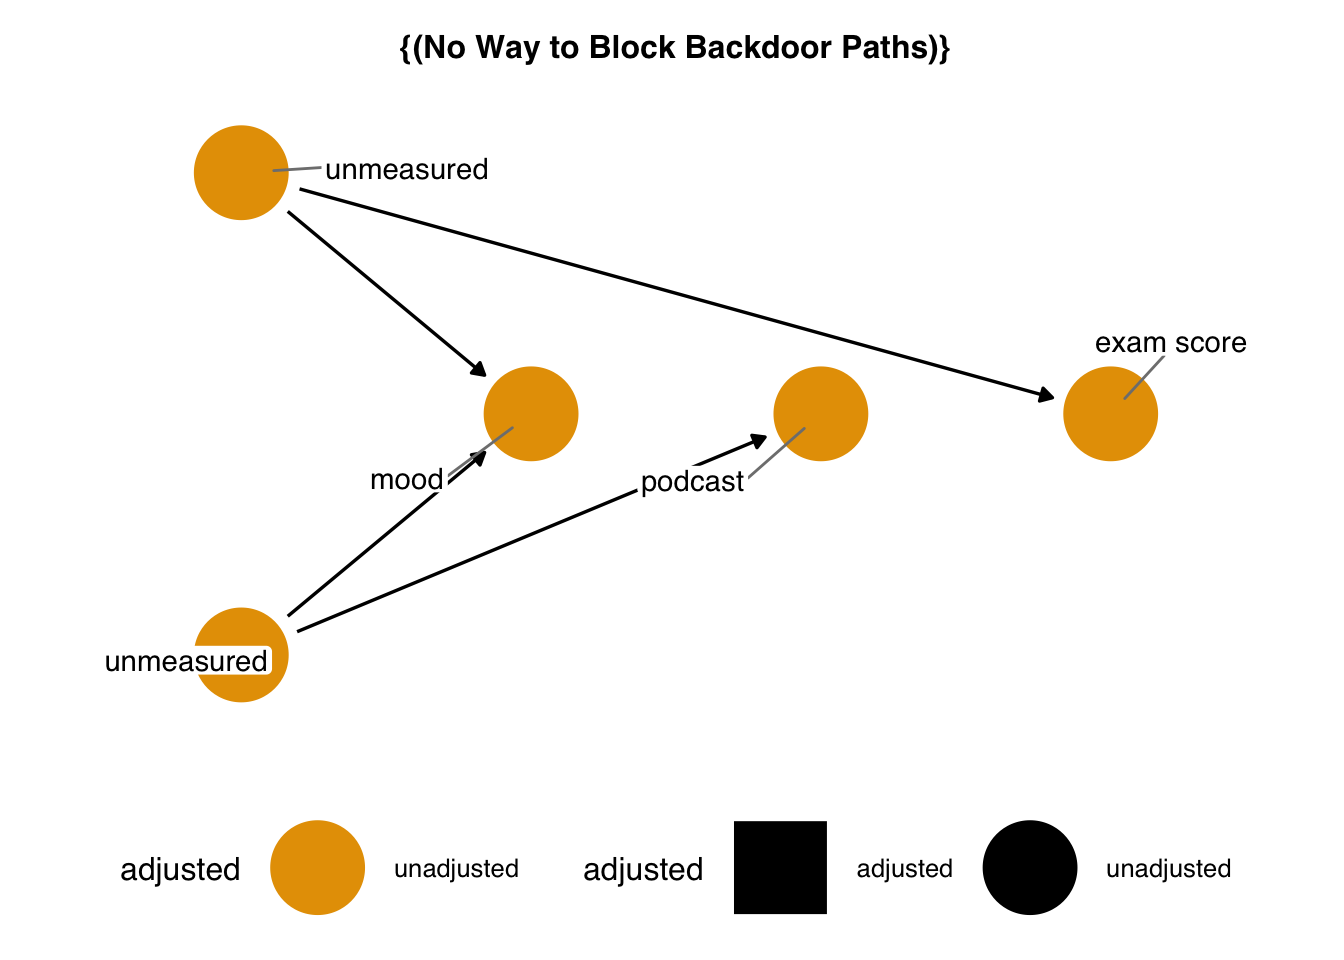 {(No Way to Block Backdoor Paths)}
unmeasured
exam score
mood
podcast
unmeasured
adjusted
unadjusted
adjusted
adjusted
unadjusted